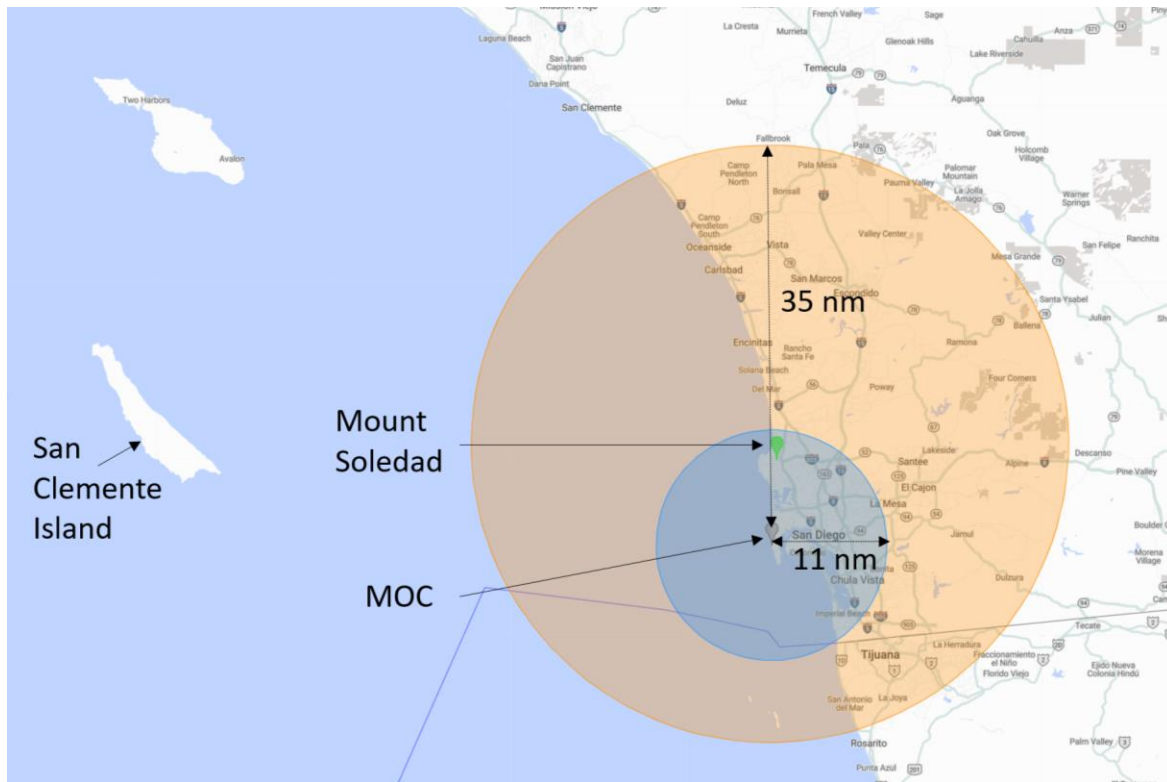 Laguna Beach
San Juan
Capistrano
Dana Point
San Clemente
Murrieta
French Valley
Sage
La Cresta
Glenoak Hills
Temecula
Lake Riverside
Cahuilla
Anza
Aguanga
Deluz
Two Harbors
Avalon
Fallbrook
Oak Grove
Holcomb
Village
Camp
Pendleton
North
Pala Mesa
Pala
Bonsall
Pauma Valley
Palomar
Mountain
La Jolla
Amago
Warner
Springs
Camp
Pendleton
South
Oceanside
Vista
Valley Center
Carlsbad
San Marcos
Escondido
Mesa Grande
San Felipe
Ranchita
Santa Ysabel
Julian
Ballena
35 nm
Encinitas
Rancho
Santa Fe
Ramona
Solana Beach
Del Mar
Poway
Four Corners
Mount
Soledad
San
Clemente
Island
Santee
Lakeside
Alpine
Descanso
Pine Valley
El Cajon
La Mesa
San Diego
Jamul
Boulder
Morena
Village
11 nm
MOC
Chula Vista
Dulzura
Imperial Beach
Tecate
Tijuana
La Herradura
Fraccionamiento
el Niño
Florido Viejo
Ejido Nueva
Colonia Hindú
San Antonio
del Mar
La Joya
Rosarito
Palm Valley
Punta Azul